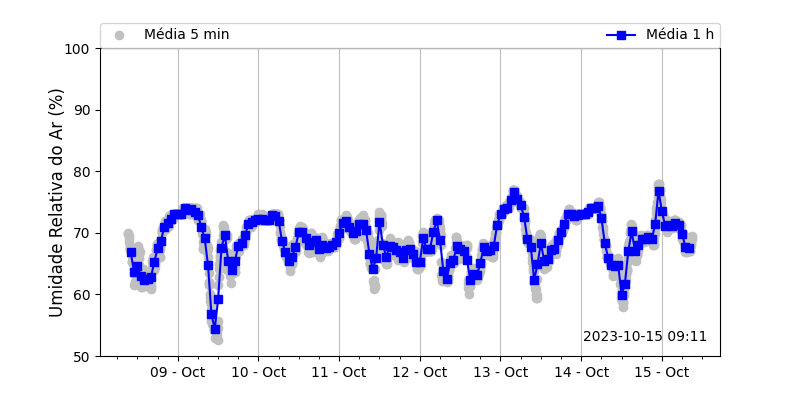 Média 5 min
Média 1 h
Umidade Relativa do Ar (%)
100
90
80
70
60
50
2023-10-15 09:11
09 - Oct
10 - Oct
11 - Oct
12 - Oct
13 - Oct
14 - Oct
15 - Oct